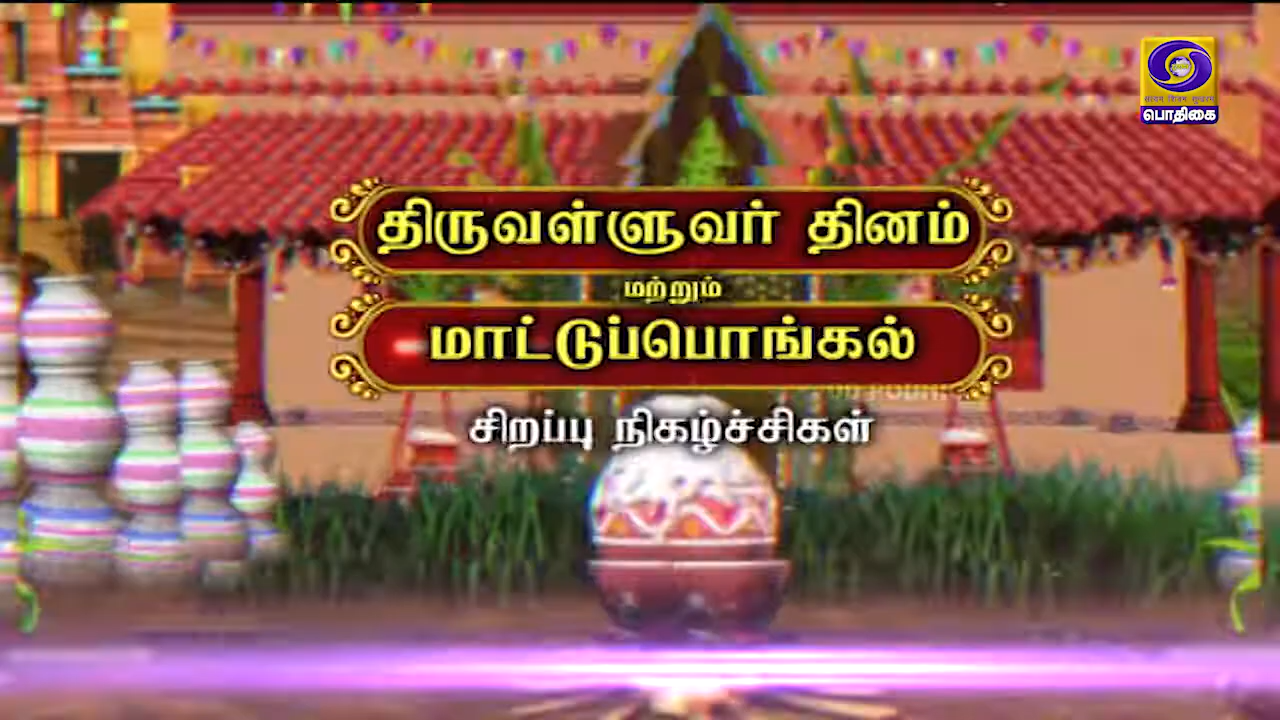 பொதிகை
திருவள்ளுவர் தினம்
மற்றும்
மாட்டுப்பொங்கல்
சிறப்பு நிகழ்ச்சிகள்